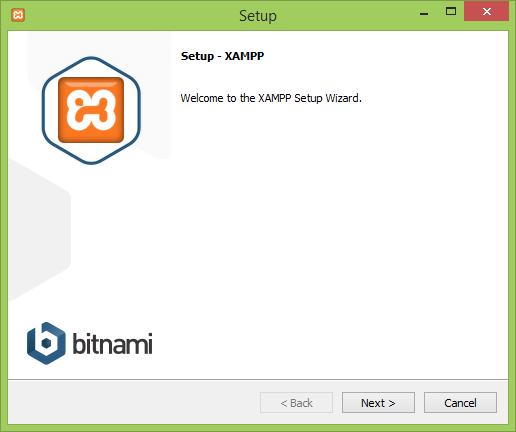 Setup
Setup - XAMPP
Welcome to the XAMPP Setup Wizard.
bitnami
< Back
Next >
Cancel